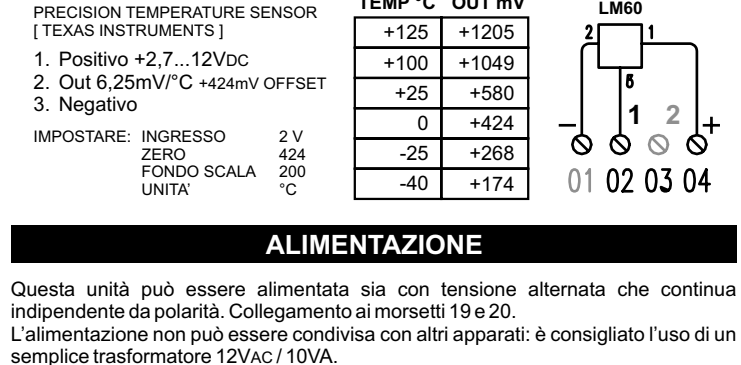 PRECISION TEMPERATURE SENSOR
[ TEXAS INSTRUMENTS ]
1. Positivo +2,7...12VDC
2. Out 6,25mV/°C +424mV OFFSET
3. Negativo
IMPOSTARE: INGRESSO 2 V
ZERO 424
FONDO SCALA 200
UNITA' °C
TEMP °C OUT mV
+125 +1205
+100 +1049
+25 +580
0 +424
-25 +268
-40 +174
LM60
2 1
1 2
– +
01 02 03 04
ALIMENTAZIONE
Questa unità può essere alimentata sia con tensione alternata che continua
indipendente da polarità. Collegamento ai morsetti 19 e 20.
L'alimentazione non può essere condivisa con altri apparati: è consigliato l'uso di un
semplice trasformatore 12VAC / 10VA.